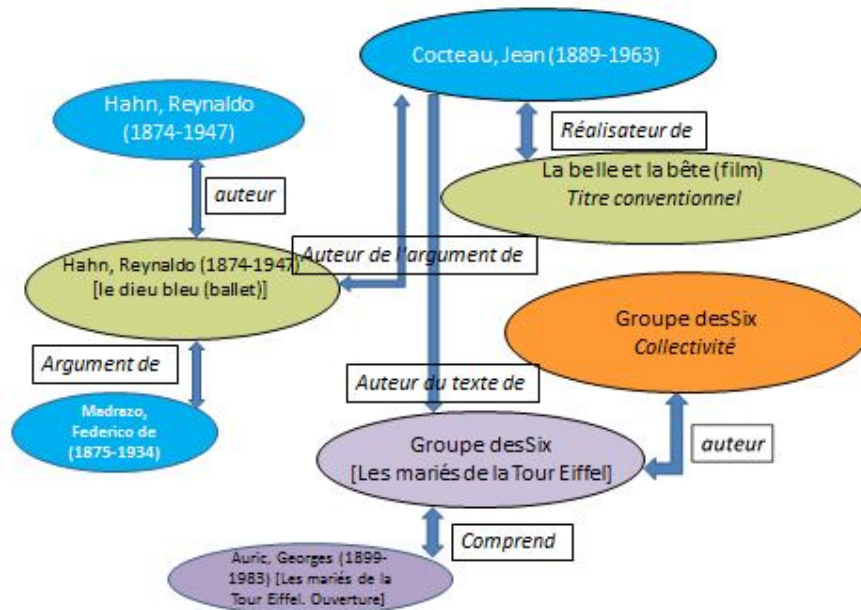 Cocteau, Jean (1889-1963)
Hahn, Reynaldo
(1874-1947)
Réalisateur de
La belle et la bête (film)
Titre conventionnel
auteur
Auteur de l'argument de
Hahn, Reynaldo (1874-1947)
[le dieu bleu (ballet)]
Groupe desSix
Collectivité
Argument de
Auteur du texte de
Madrazo,
Federico de
(1875-1934)
Groupe desSix
[Les mariés de la Tour Eiffel]
auteur
Comprend
Auric, Georges (1899-
1983) [Les mariés de la
Tour Eiffel. Ouverture]